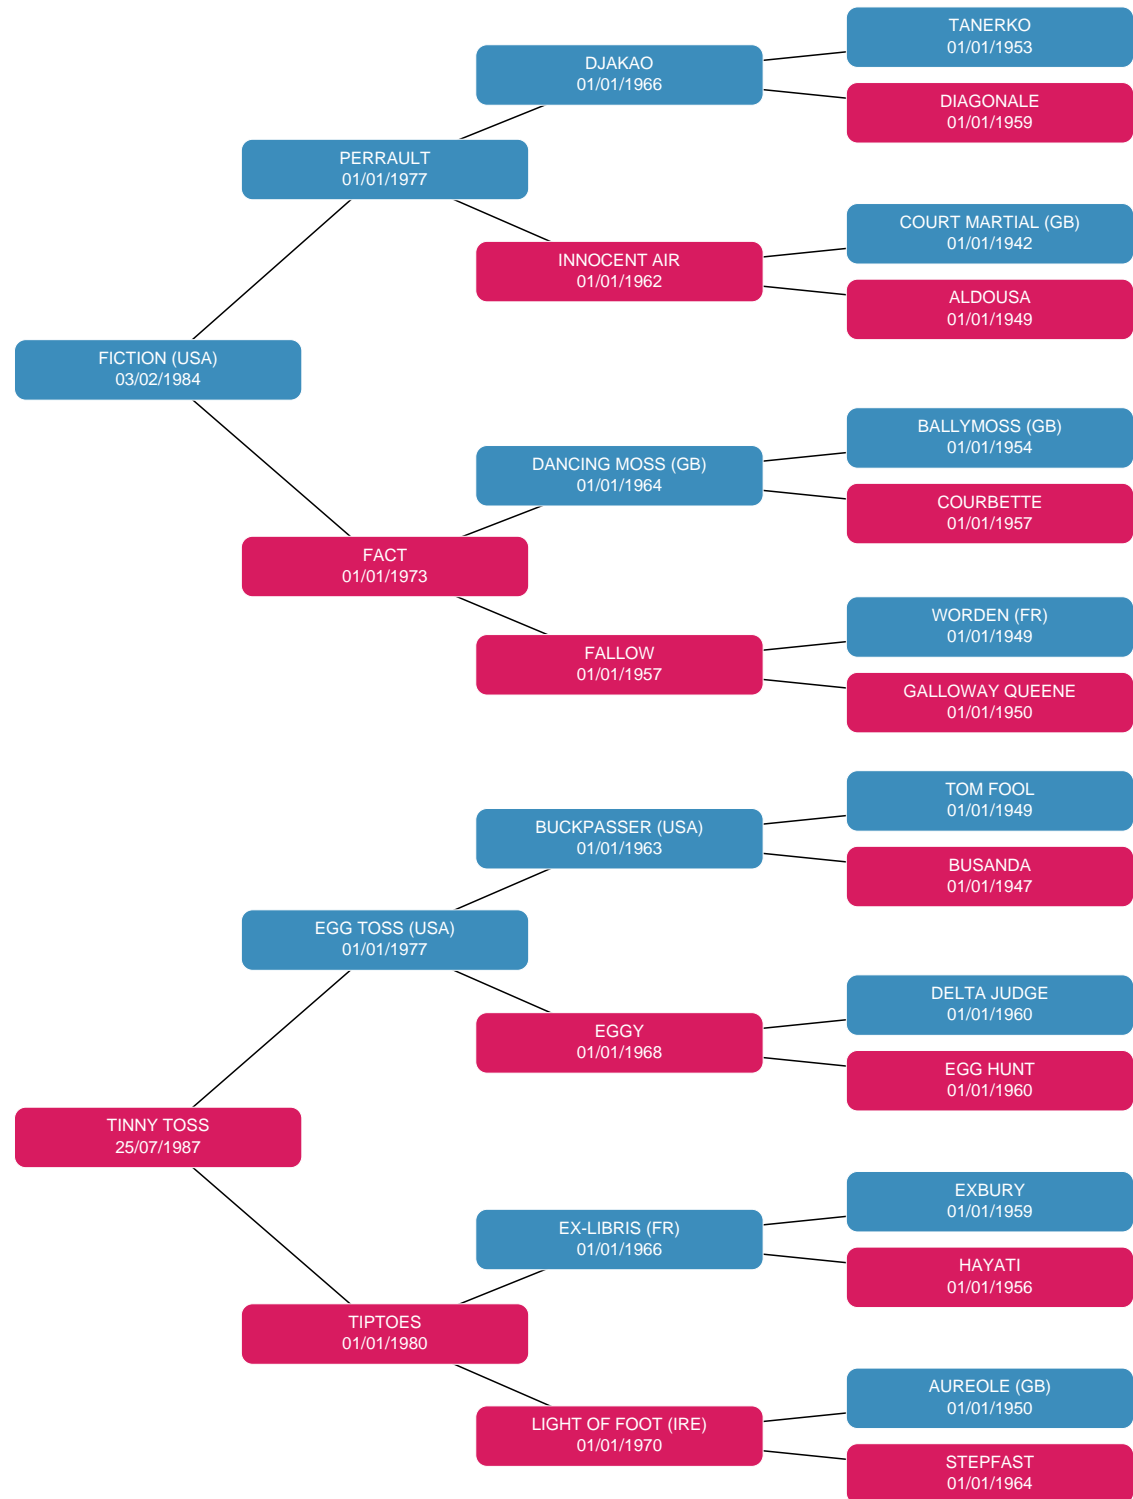 TANERKO
01/01/1953
DJAKAO
01/01/1966
DIAGONALE
01/01/1959
PERRAULT
01/01/1977
COURT MARTIAL (GB)
01/01/1942
INNOCENT AIR
01/01/1962
ALDOUSA
01/01/1949
FICTION (USA)
03/02/1984
BALLYMOSS (GB)
01/01/1954
DANCING MOSS (GB)
01/01/1964
COURBETTE
01/01/1957
FACT
01/01/1973
WORDEN (FR)
01/01/1949
FALLOW
01/01/1957
GALLOWAY QUEENE
01/01/1950
TOM FOOL
01/01/1949
BUCKPASSER (USA)
01/01/1963
BUSANDA
01/01/1947
EGG TOSS (USA)
01/01/1977
DELTA JUDGE
01/01/1960
EGGY
01/01/1968
EGG HUNT
01/01/1960
TINNY TOSS
25/07/1987
EXBURY
01/01/1959
EX-LIBRIS (FR)
01/01/1966
HAYATI
01/01/1956
TIPTOES
01/01/1980
AUREOLE (GB)
01/01/1950
LIGHT OF FOOT (IRE)
01/01/1970
STEPFAST
01/01/1964